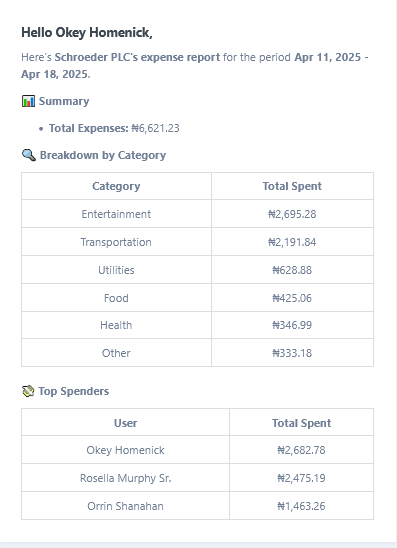 Hello Okey Homenick,
Here's Schroeder PLC's expense report for the period Apr 11, 2025 -
Apr 18, 2025.
📊 Summary
• Total Expenses: ₦6,621.23
🔍 Breakdown by Category
Category Total Spent
Entertainment ₦2,695.28
Transportation ₦2,191.84
Utilities ₦628.88
Food ₦425.06
Health ₦346.99
Other ₦333.18
💸 Top Spenders
User Total Spent
Okey Homenick ₦2,682.78
Rosella Murphy Sr. ₦2,475.19
Orrin Shanahan ₦1,463.26